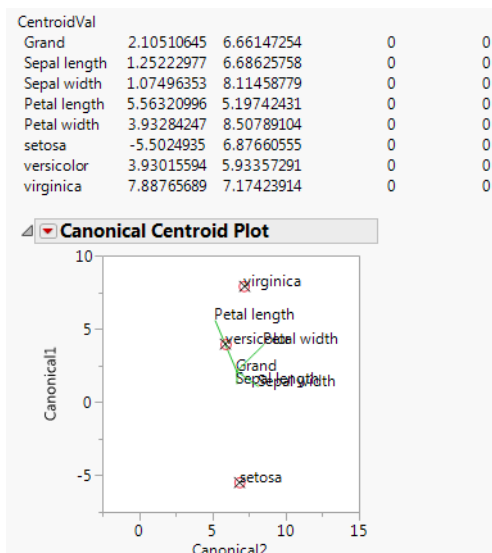 CentroidVal
Grand 2.10510645 6.66147254 0 0
Sepal length 1.25222977 6.68625758 0 0
Sepal width 1.07496353 8.11458779 0 0
Petal length 5.56320996 5.19742431 0 0
Petal width 3.93284247 8.50789104 0 0
setosa -5.5024935 6.87660555 0 0
versicolor 3.93015594 5.93357291 0 0
virginica 7.88765689 7.17423914 0 0
Canonical Centroid Plot
10
virginica
Petal length
5
versicolor Petal width
Grand
Sepal length Sepal width
Canonical1
0
setosa
-5
0 5 10 15
Canonical2